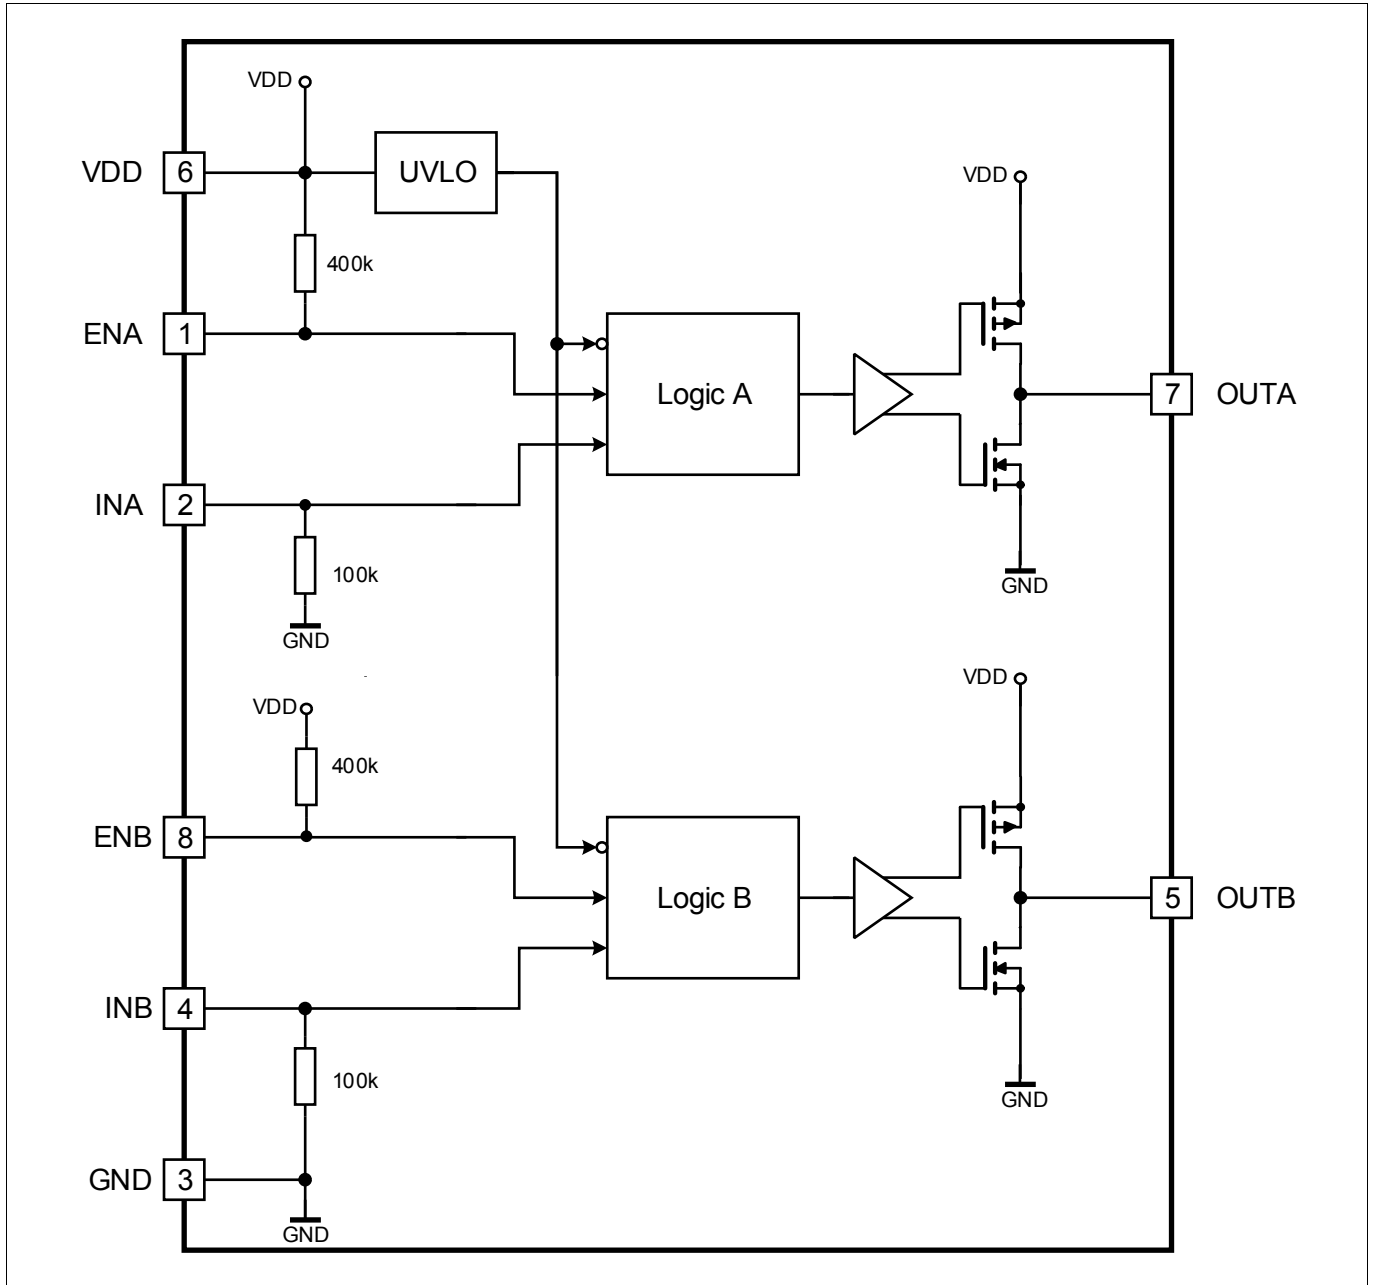 VDD
VDD 6 UVLO
VDD
400k
ENA 1
Logic A
7 OUTA
INA 2
100k
GND
GND
VDD
VDD
400k
ENB 8
Logic B
5 OUTB
INB 4
100k
GND
GND 3
GND